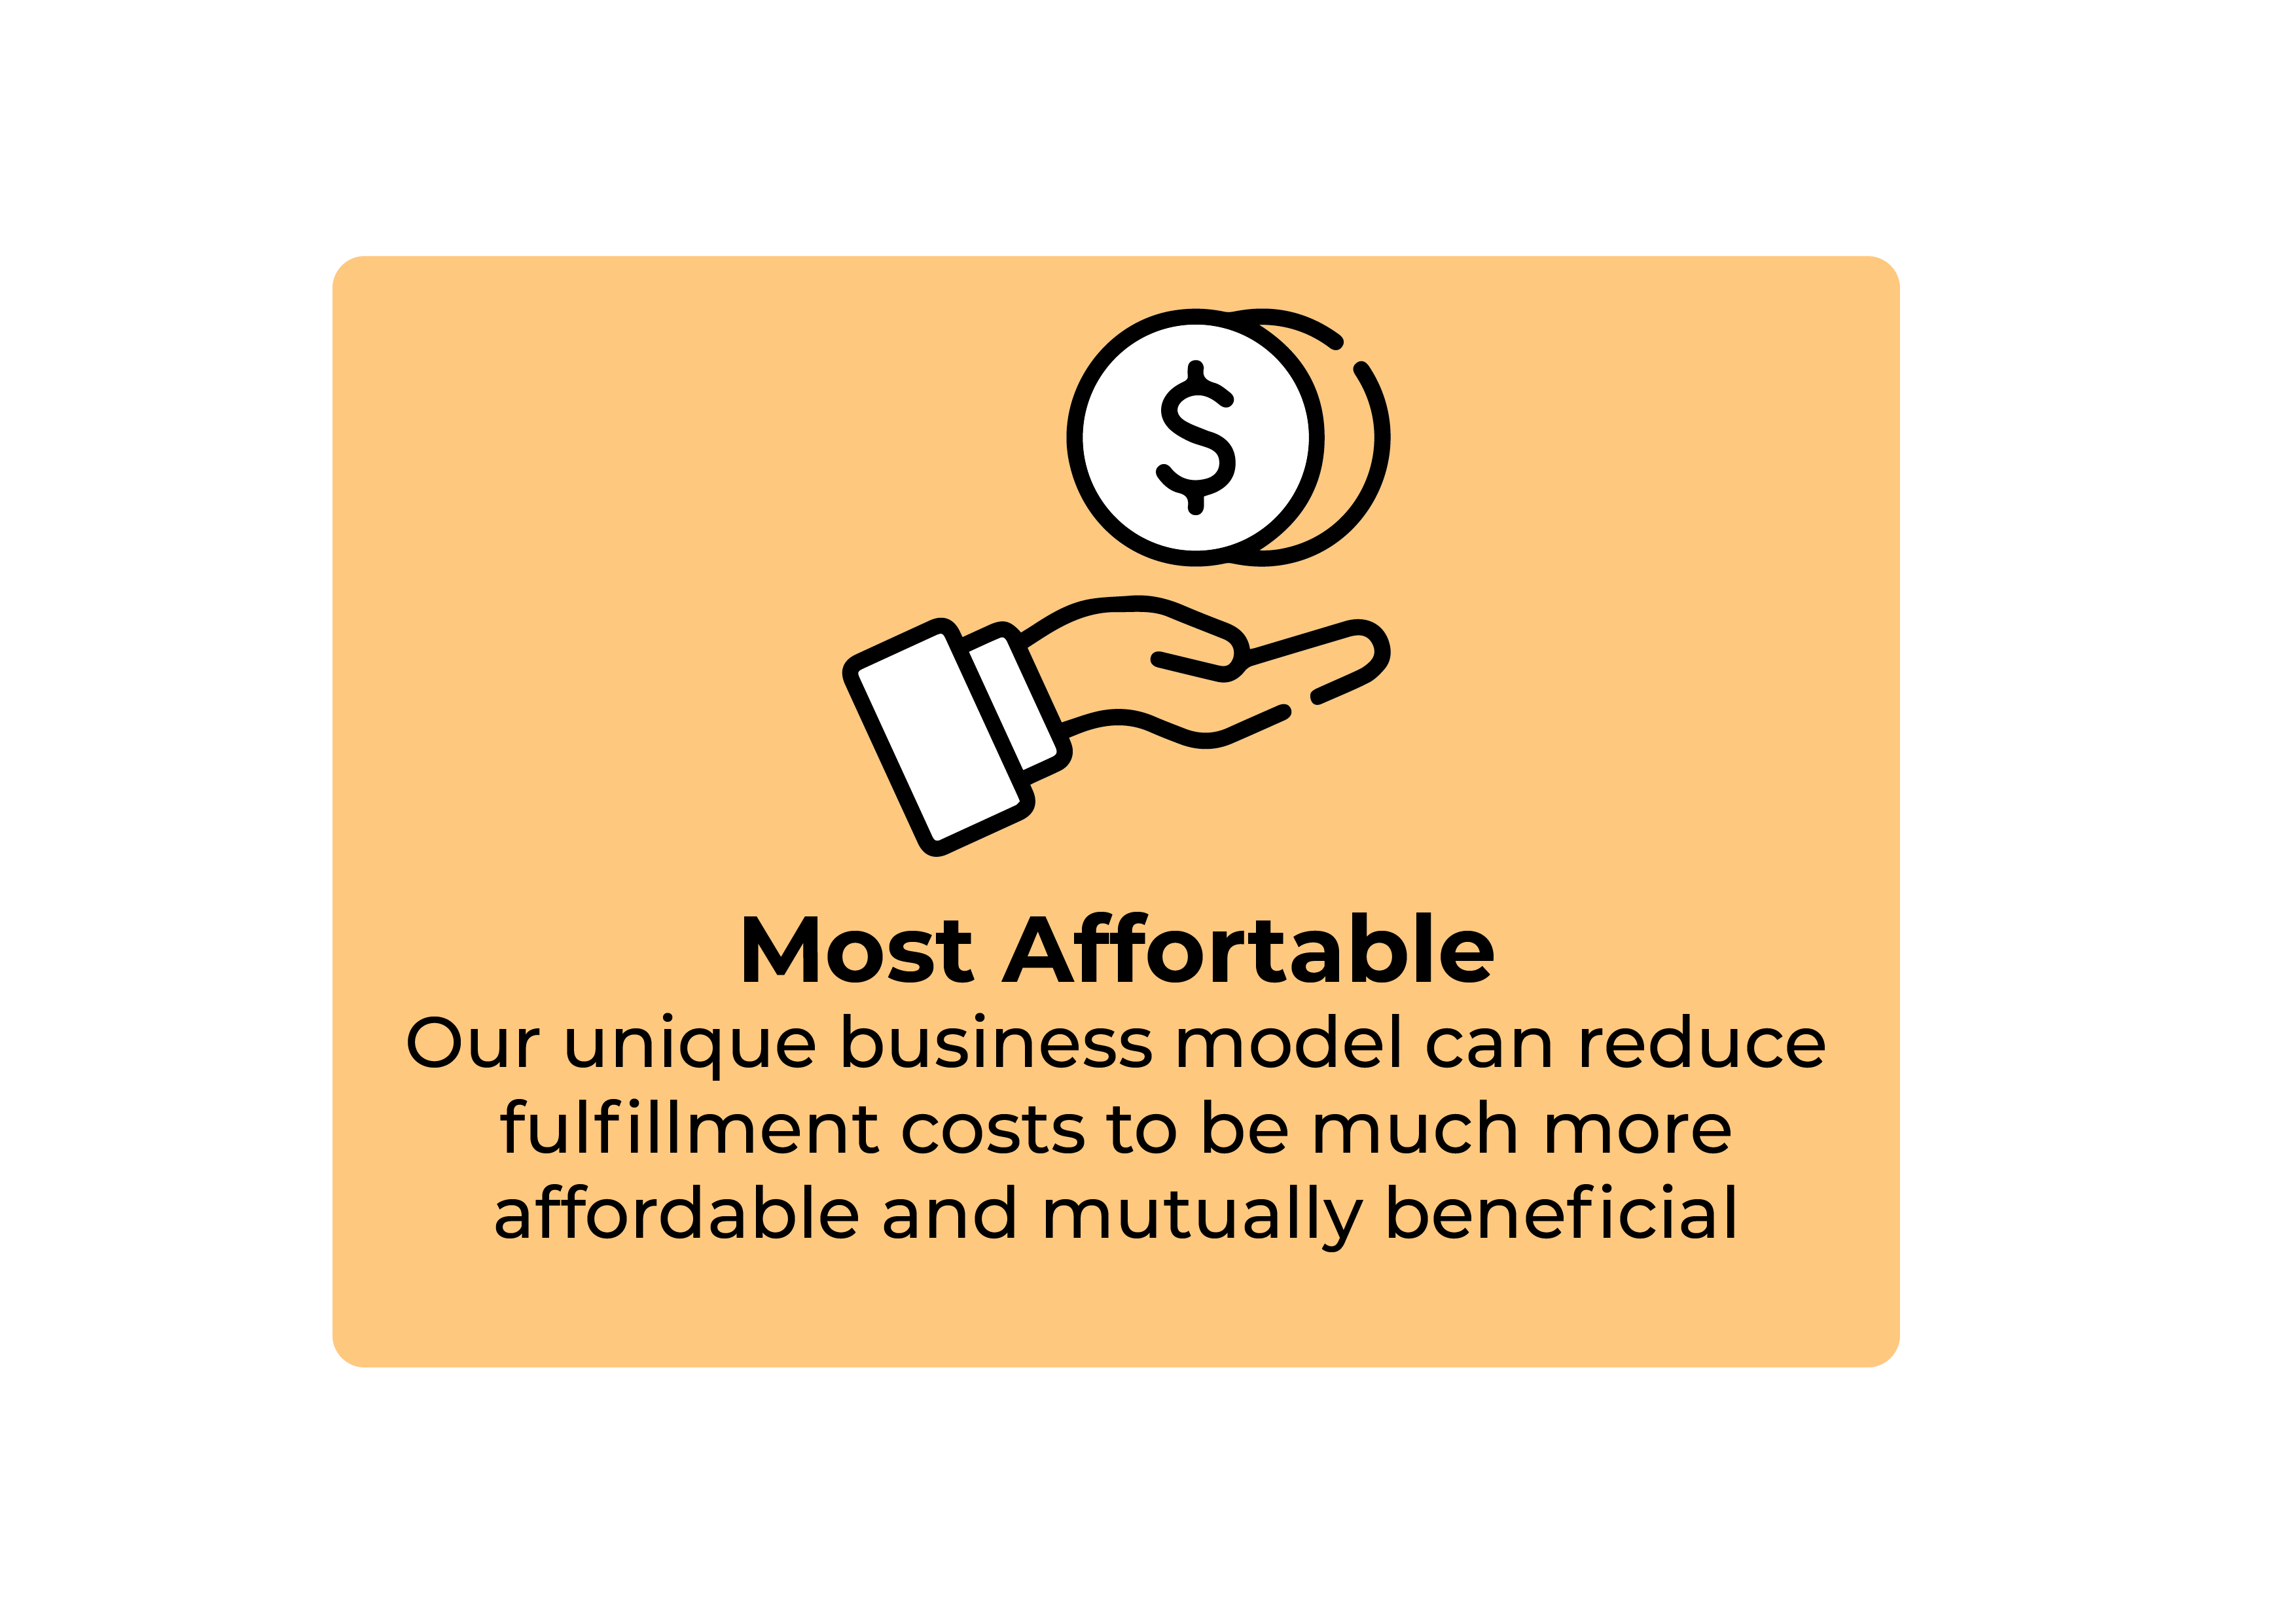 $
Most Affortable
Our unique business model can reduce
fulfillment costs to be much more
affordable and mutually beneficial